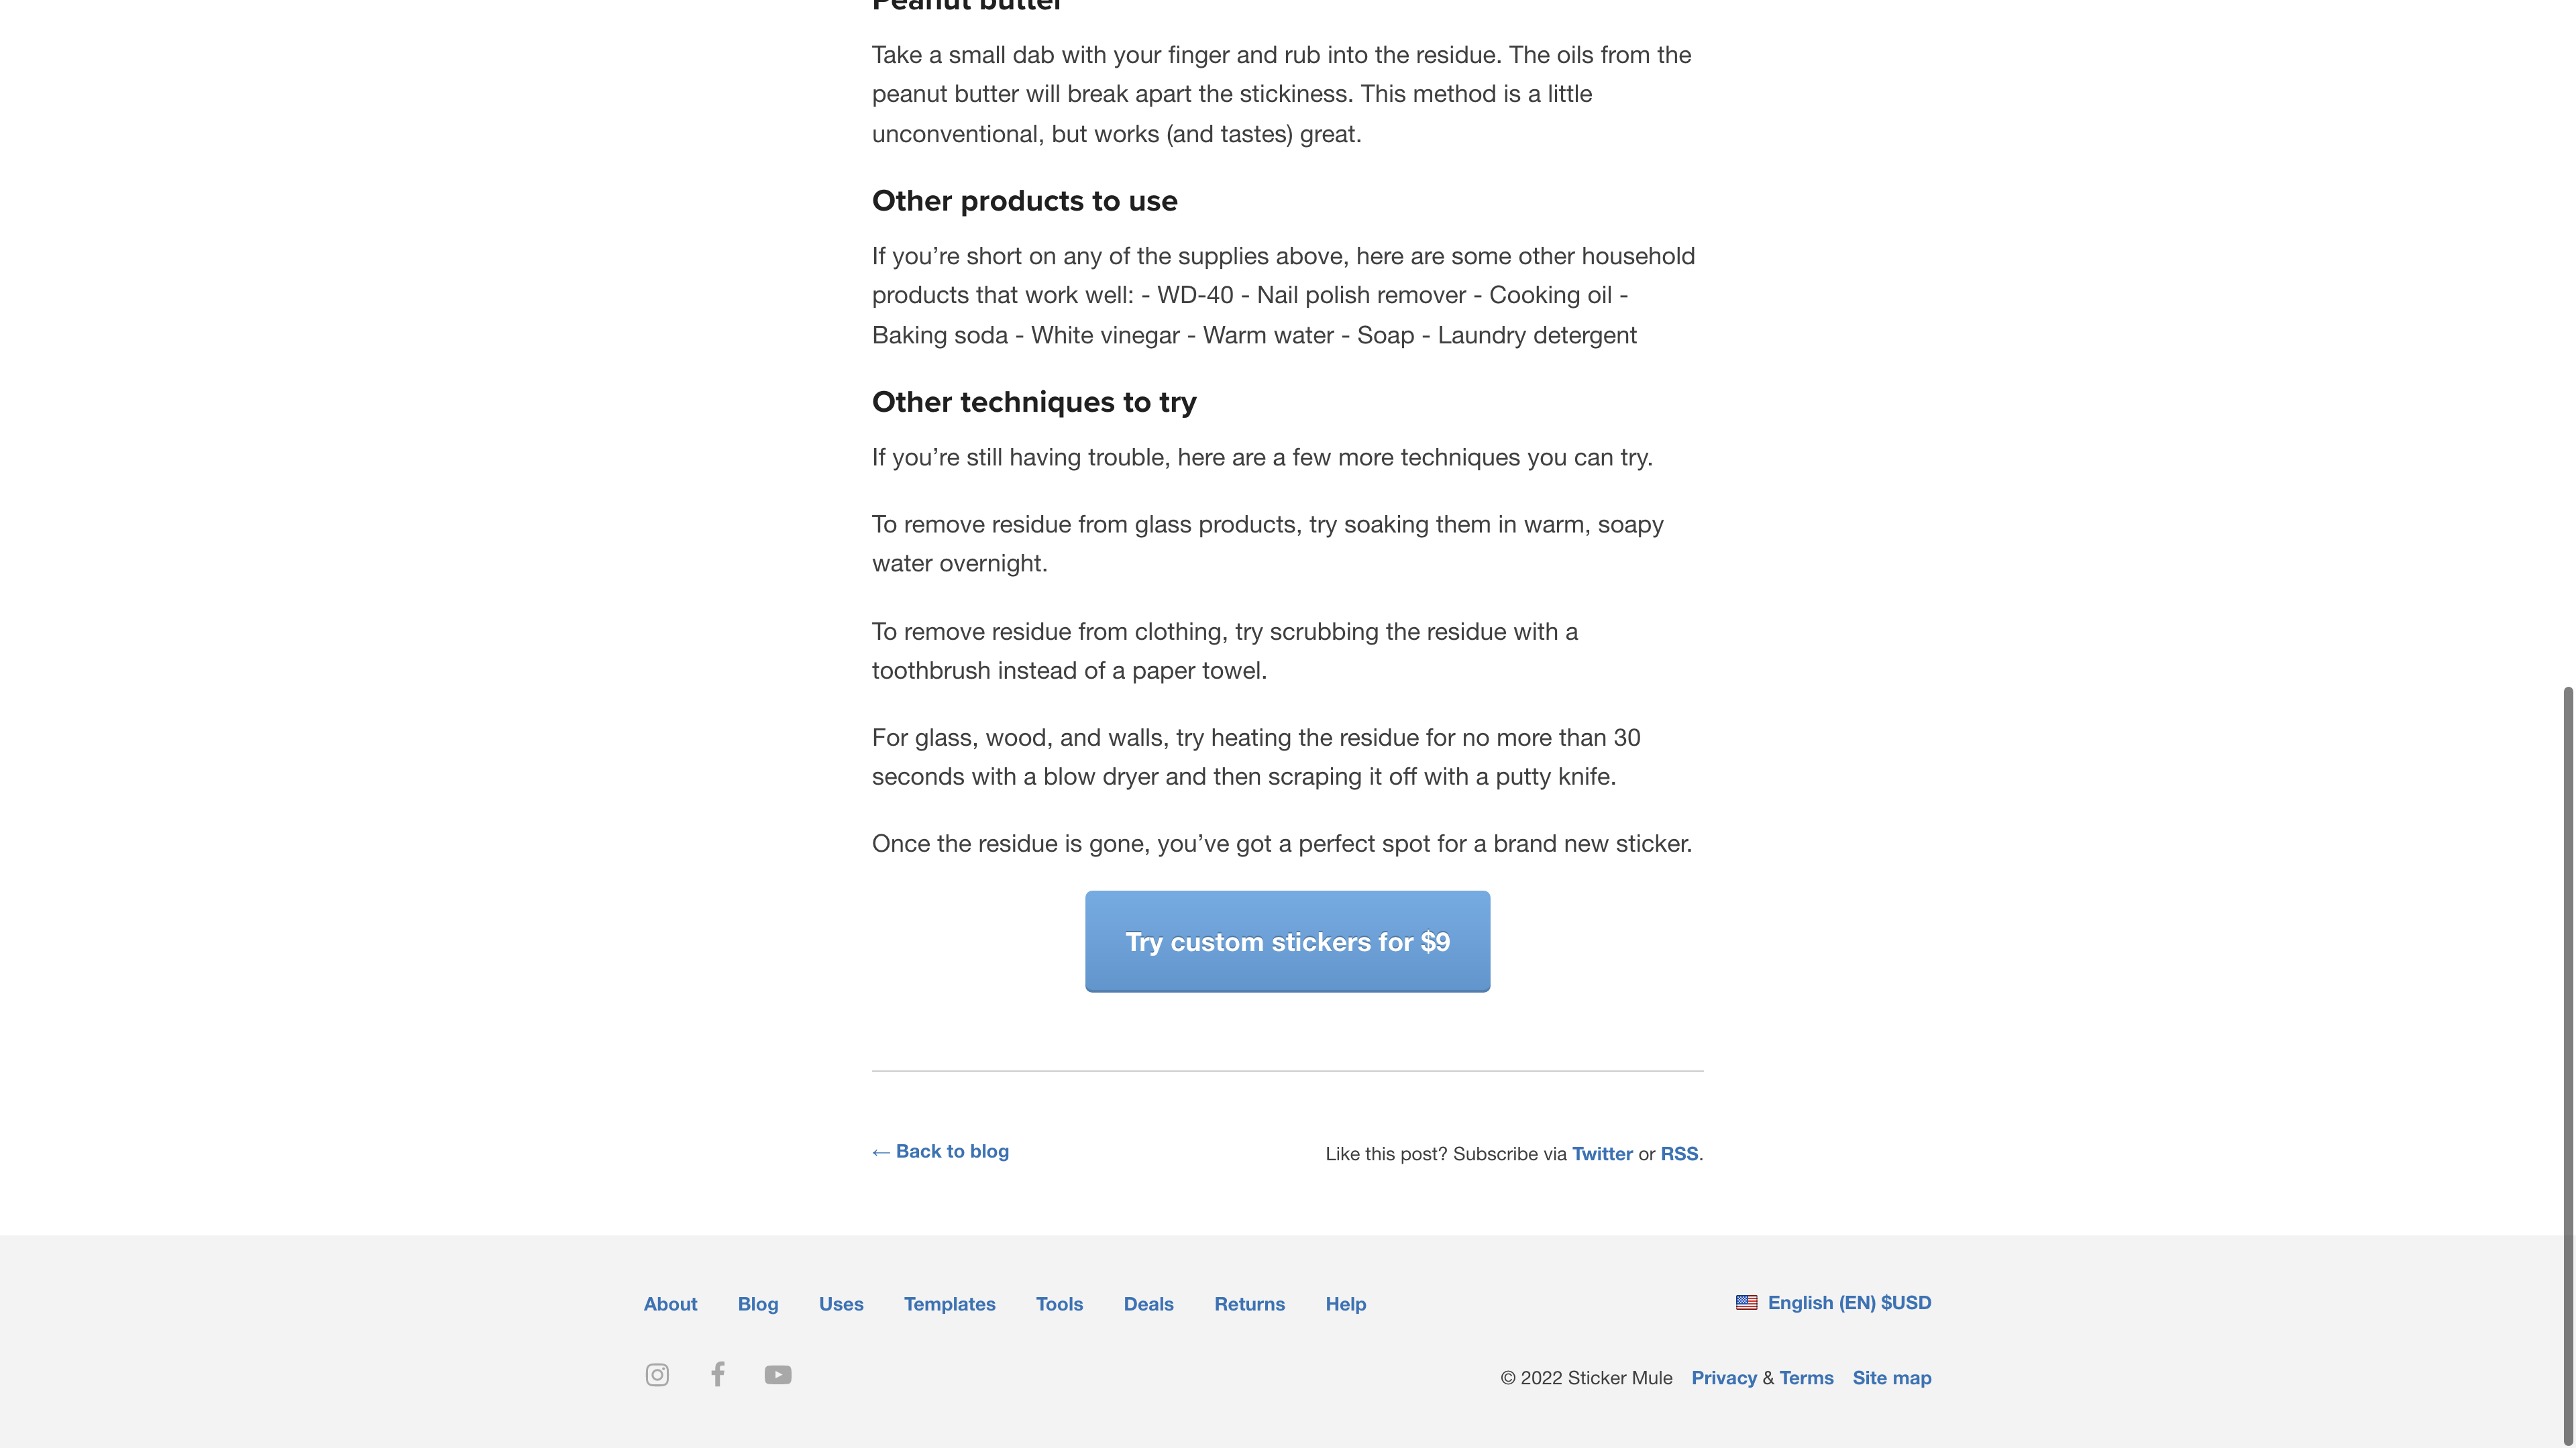 Peanut butter
Take a small dab with your finger and rub into the residue. The oils from the
peanut butter will break apart the stickiness. This method is a little
unconventional, but works (and tastes) great.
Other products to use
If you’re short on any of the supplies above, here are some other household
products that work well: - WD-40 - Nail polish remover - Cooking oil -
Baking soda - White vinegar - Warm water - Soap - Laundry detergent
Other techniques to try
If you’re still having trouble, here are a few more techniques you can try.
To remove residue from glass products, try soaking them in warm, soapy
water overnight.
To remove residue from clothing, try scrubbing the residue with a
toothbrush instead of a paper towel.
For glass, wood, and walls, try heating the residue for no more than 30
seconds with a blow dryer and then scraping it off with a putty knife.
Once the residue is gone, you’ve got a perfect spot for a brand new sticker.
Try custom stickers for $9
← Back to blog
Like this post? Subscribe via Twitter or RSS.
About Blog Uses Templates Tools Deals Returns Help
English (EN) $USD
© 2022 Sticker Mule Privacy & Terms Site map